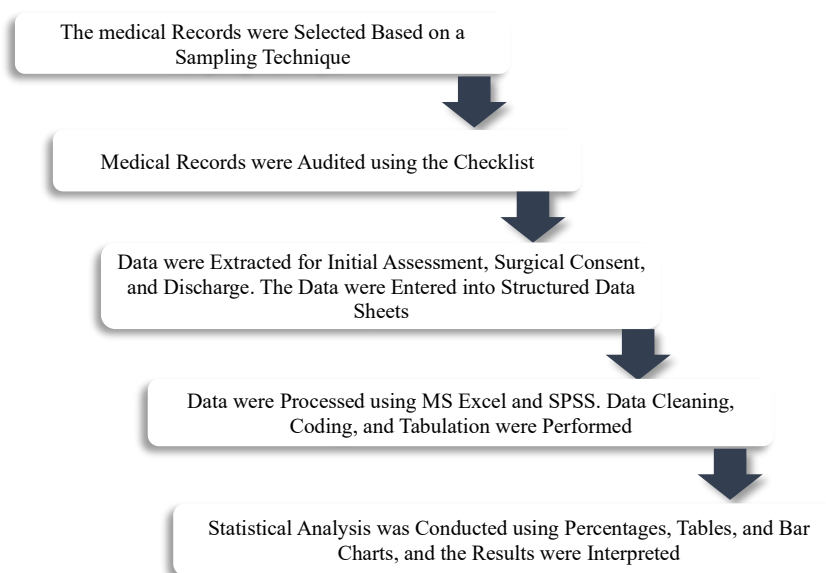 The medical Records were Selected Based on a
Sampling Technique
Medical Records were Audited using the Checklist
Data were Extracted for Initial Assessment, Surgical Consent,
and Discharge. The Data were Entered into Structured Data
Sheets
Data were Processed using MS Excel and SPSS. Data Cleaning,
Coding, and Tabulation were Performed
Statistical Analysis was Conducted using Percentages, Tables, and Bar
Charts, and the Results were Interpreted